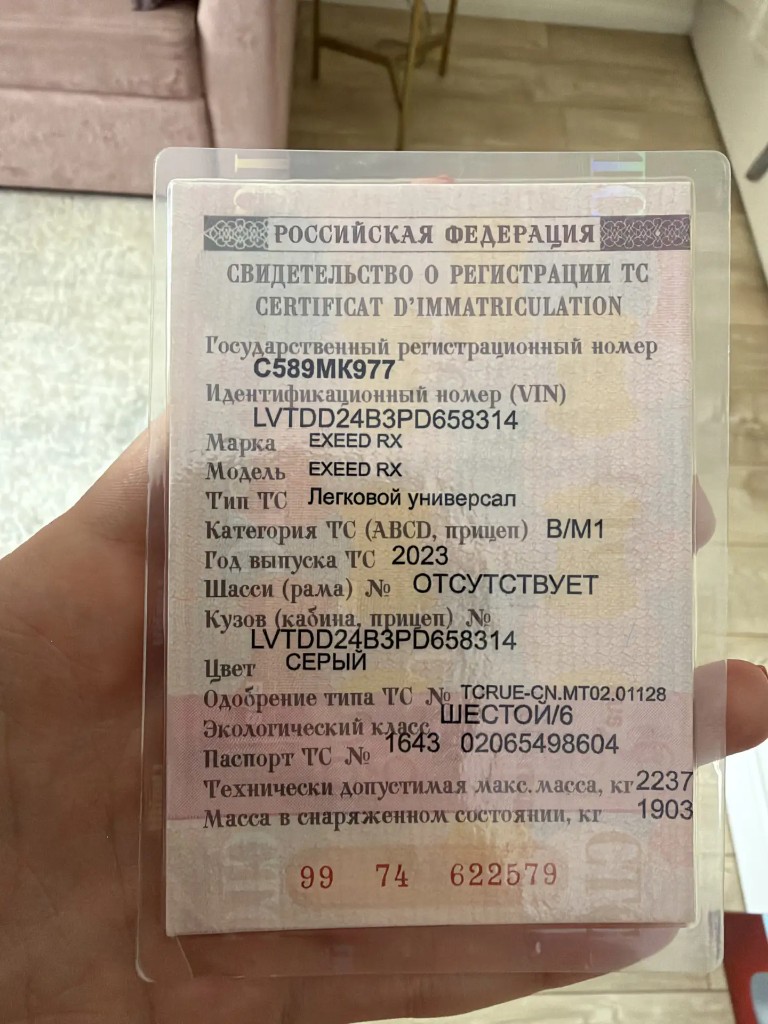 РОССИЙСКАЯ ФЕДЕРАЦИЯ
СВИДЕТЕЛЬСТВО О РЕГИСТРАЦИИ ТС
CERTIFICAT D'IMMATRICULATION
Государственный регистрационный номер
С589МК977
Идентификационный номер (VIN)
LVTDD24B3PD658314
Марка EXEED RX
Модель EXEED RX
Тип ТС Легковой универсал
Категория ТС (ABCD, прицеп) B/M1
Год выпуска ТС 2023
Шасси (рама) № ОТСУТСТВУЕТ
Кузов (кабина, прицеп) №
LVTDD24B3PD658314
Цвет СЕРЫЙ
Одобрение типа ТС № TCRUE-CN.MT02.01128
Экологический класс ШЕСТОЙ/6
Паспорт ТС № 1643 02065498604
Технически допустимая макс. масса, кг 2237
Масса в снаряженном состоянии, кг 1903
99 74 622579